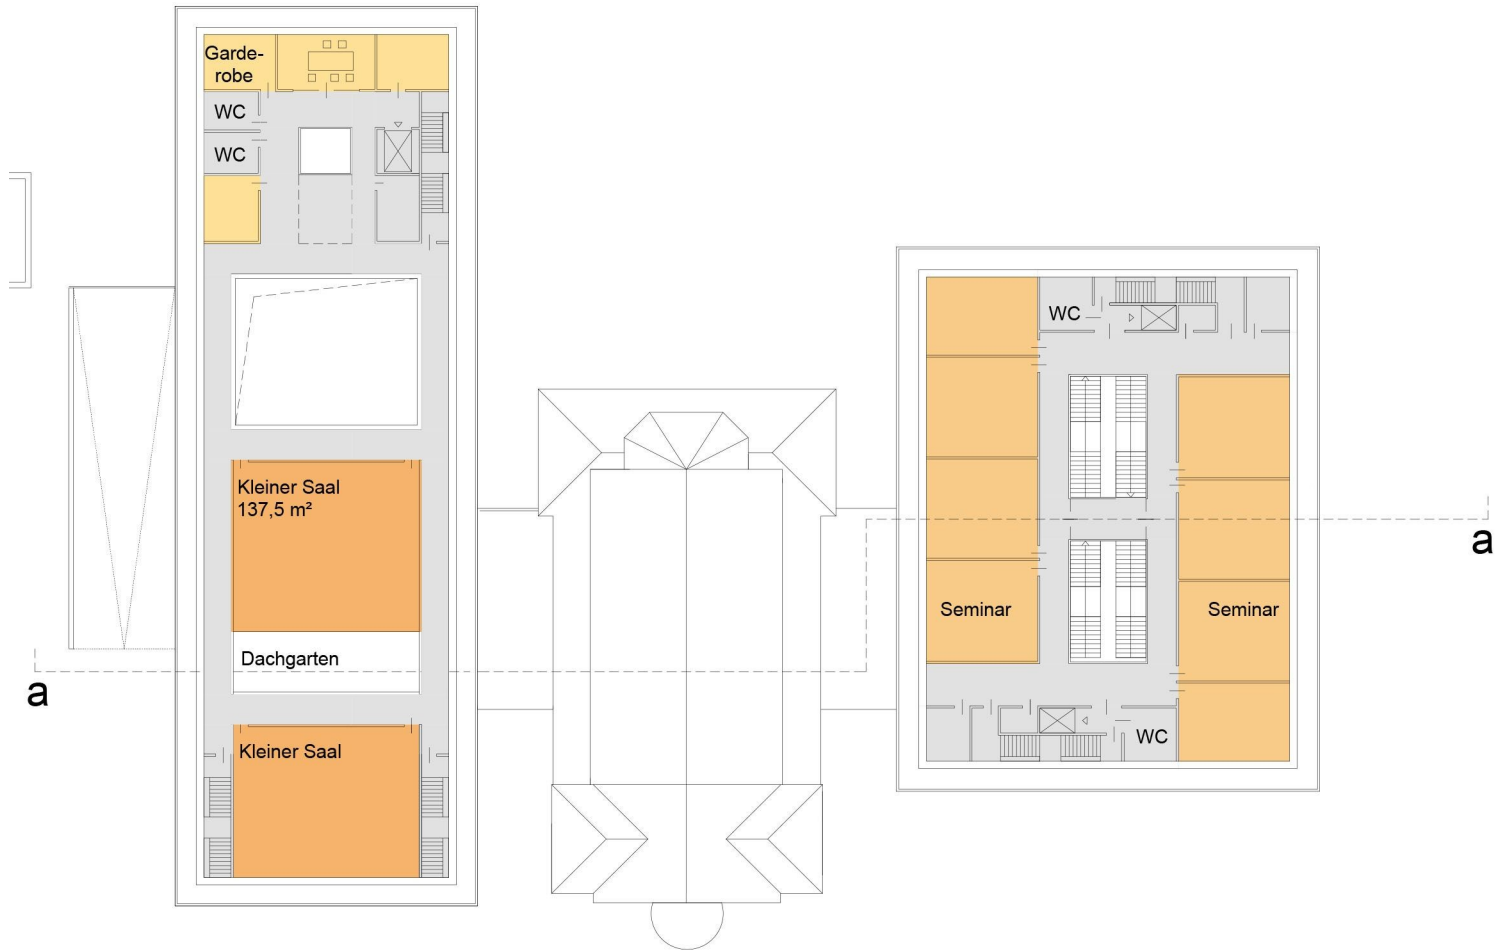 Garde-
robe
WC
WC
Kleiner Saal
137,5 m²
Dachgarten
Kleiner Saal
WC
Seminar
Seminar
WC
a
a